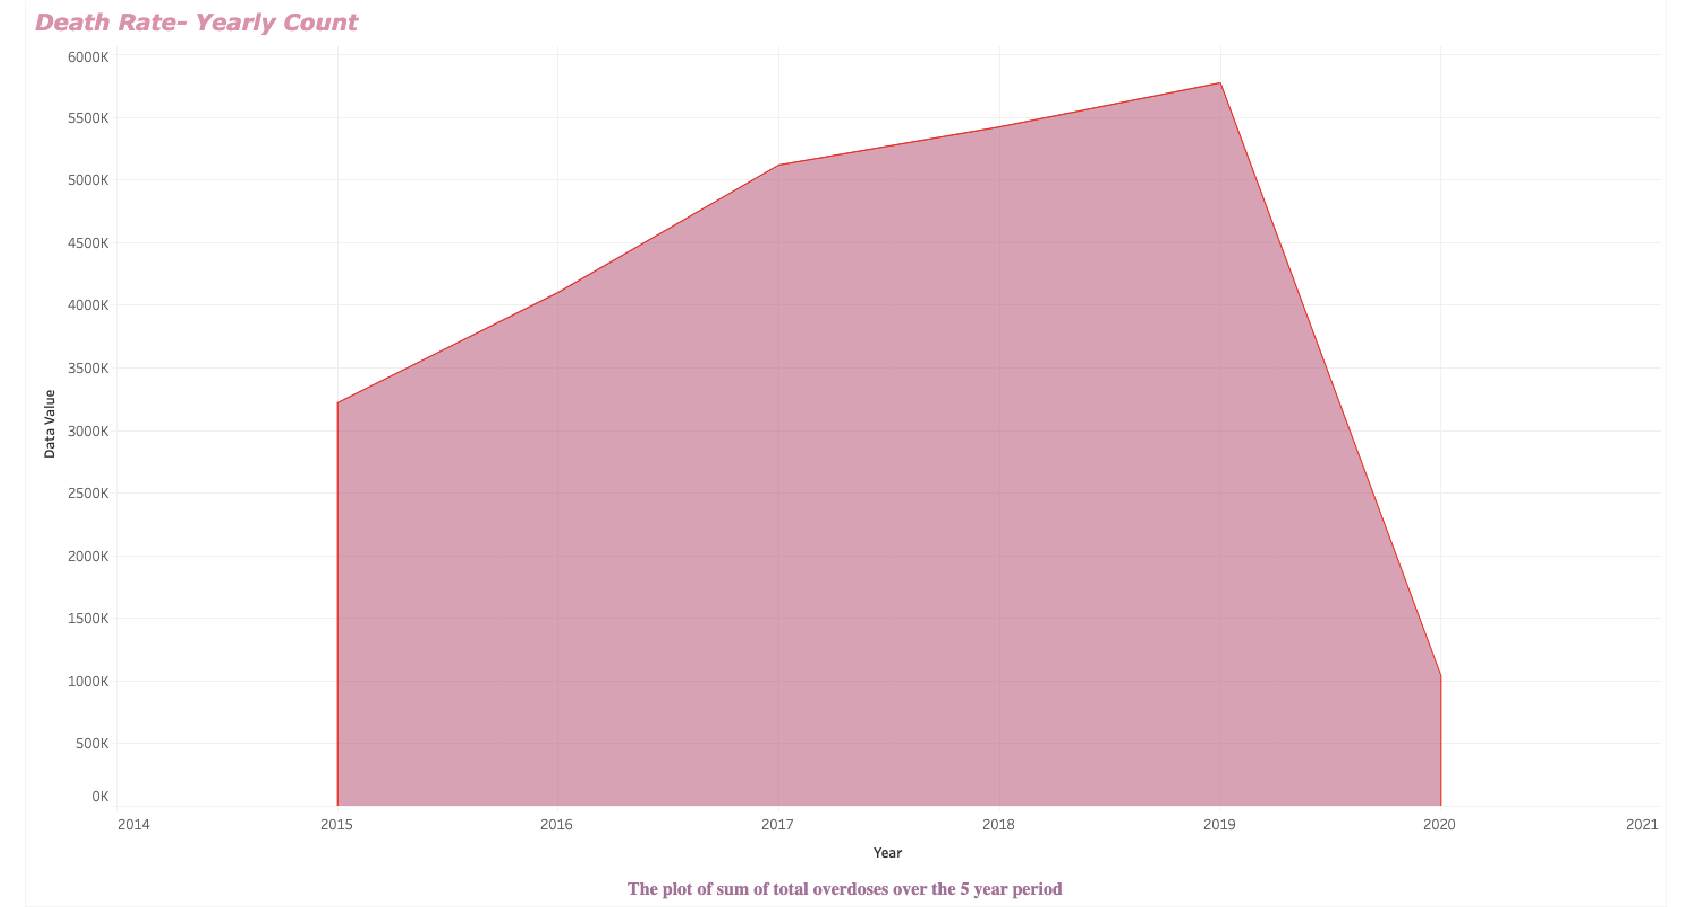 Death Rate- Yearly Count
6000K
5500K
5000K
4500K
4000K
3500K
3000K
2500K
2000K
1500K
1000K
500K
0K
Data Value
2014 2015 2016 2017 2018 2019 2020 2021
Year
The plot of sum of total overdoses over the 5 year period